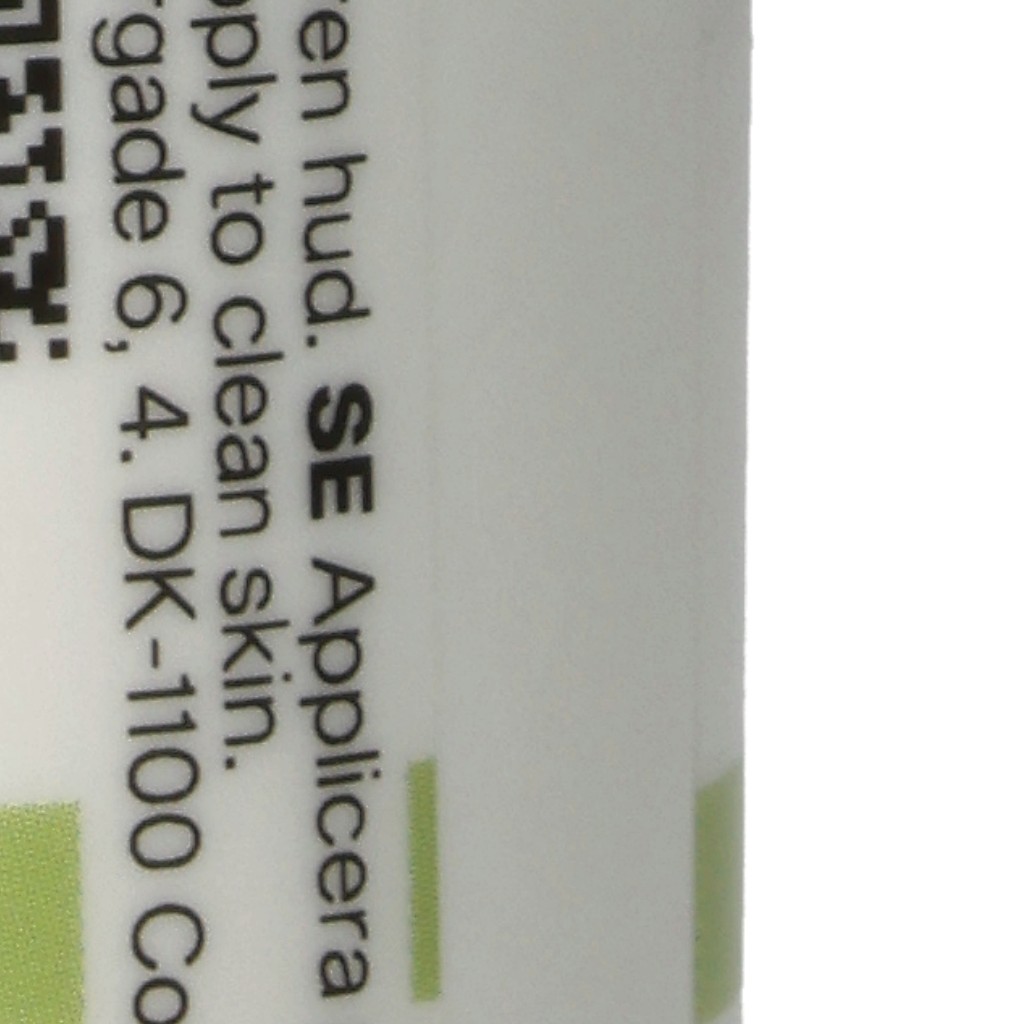 en hud. SE Applicera
pply to clean skin.
gade 6, 4. DK-1100 Co